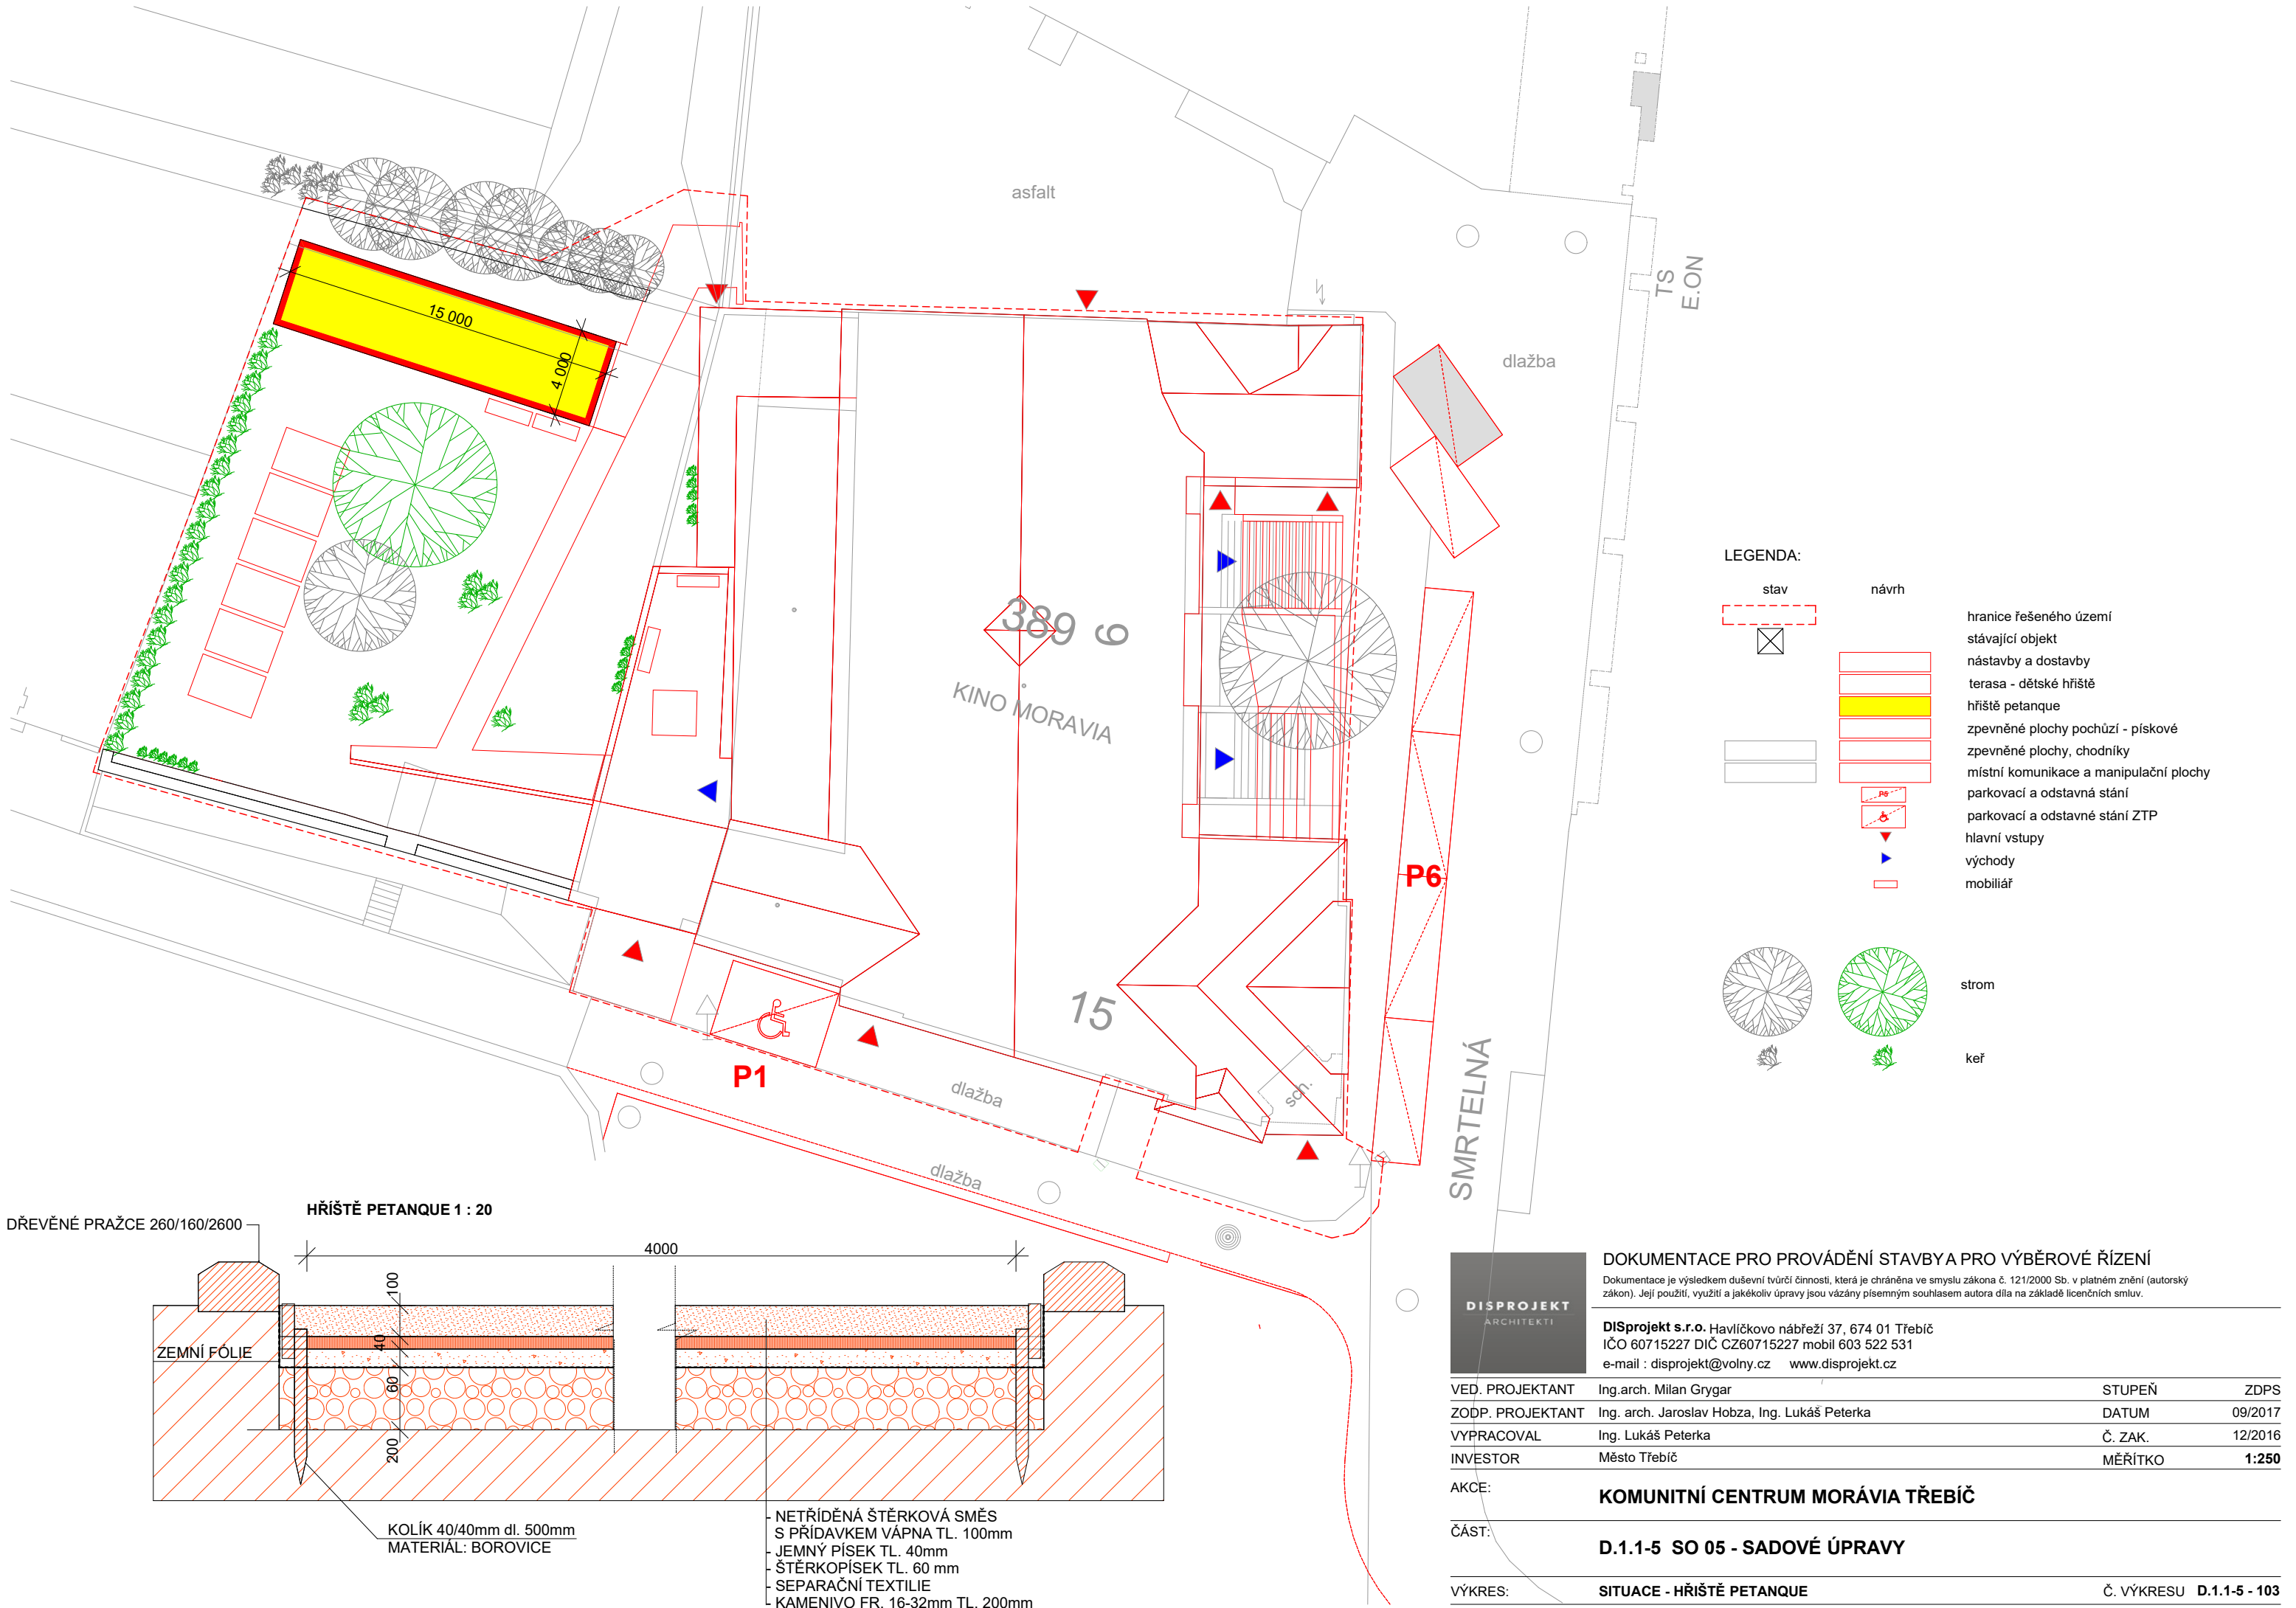 asfalt
TS
E.ON
dlažba
15 000
4 000
389
6
KINO MORAVIA
15
P6
P1
dlažba
dlažba
sch.
SMRTELNÁ
LEGENDA:
stav návrh
hranice řešeného území
stávající objekt
nástavby a dostavby
terasa - dětské hřiště
hřiště petanque
zpevněné plochy pochůzí - pískové
zpevněné plochy, chodníky
místní komunikace a manipulační plochy
P5 parkovací a odstavná stání
parkovací a odstavné stání ZTP
hlavní vstupy
východy
mobiliář
strom
keř
HŘÍŠTĚ PETANQUE 1 : 20
DŘEVĚNÉ PRAŽCE 260/160/2600
4000
100
40
60
200
ZEMNÍ FÓLIE
KOLÍK 40/40mm dl. 500mm
MATERIÁL: BOROVICE
- NETŘÍDĚNÁ ŠTĚRKOVÁ SMĚS
S PŘÍDAVKEM VÁPNA TL. 100mm
- JEMNÝ PÍSEK TL. 40mm
- ŠTĚRKOPÍSEK TL. 60 mm
- SEPARAČNÍ TEXTILIE
- KAMENIVO FR. 16-32mm TL. 200mm
DISPROJEKT
ARCHITEKTI
DOKUMENTACE PRO PROVÁDĚNÍ STAVBY A PRO VÝBĚROVÉ ŘÍZENÍ
Dokumentace je výsledkem duševní tvůrčí činnosti, která je chráněna ve smyslu zákona č. 121/2000 Sb. v platném znění (autorský
zákon). Její použití, využití a jakékoliv úpravy jsou vázány písemným souhlasem autora díla na základě licenčních smluv.
DISprojekt s.r.o. Havlíčkovo nábřeží 37, 674 01 Třebíč
IČO 60715227 DIČ CZ60715227 mobil 603 522 531
e-mail : disprojekt@volny.cz www.disprojekt.cz
VED. PROJEKTANT Ing.arch. Milan Grygar STUPEŇ ZDPS
ZODP. PROJEKTANT Ing. arch. Jaroslav Hobza, Ing. Lukáš Peterka DATUM 09/2017
VYPRACOVAL Ing. Lukáš Peterka Č. ZAK. 12/2016
INVESTOR Město Třebíč MĚŘÍTKO 1:250
AKCE: KOMUNITNÍ CENTRUM MORÁVIA TŘEBÍČ
ČÁST: D.1.1-5 SO 05 - SADOVÉ ÚPRAVY
VÝKRES: SITUACE - HŘIŠTĚ PETANQUE Č. VÝKRESU D.1.1-5 - 103